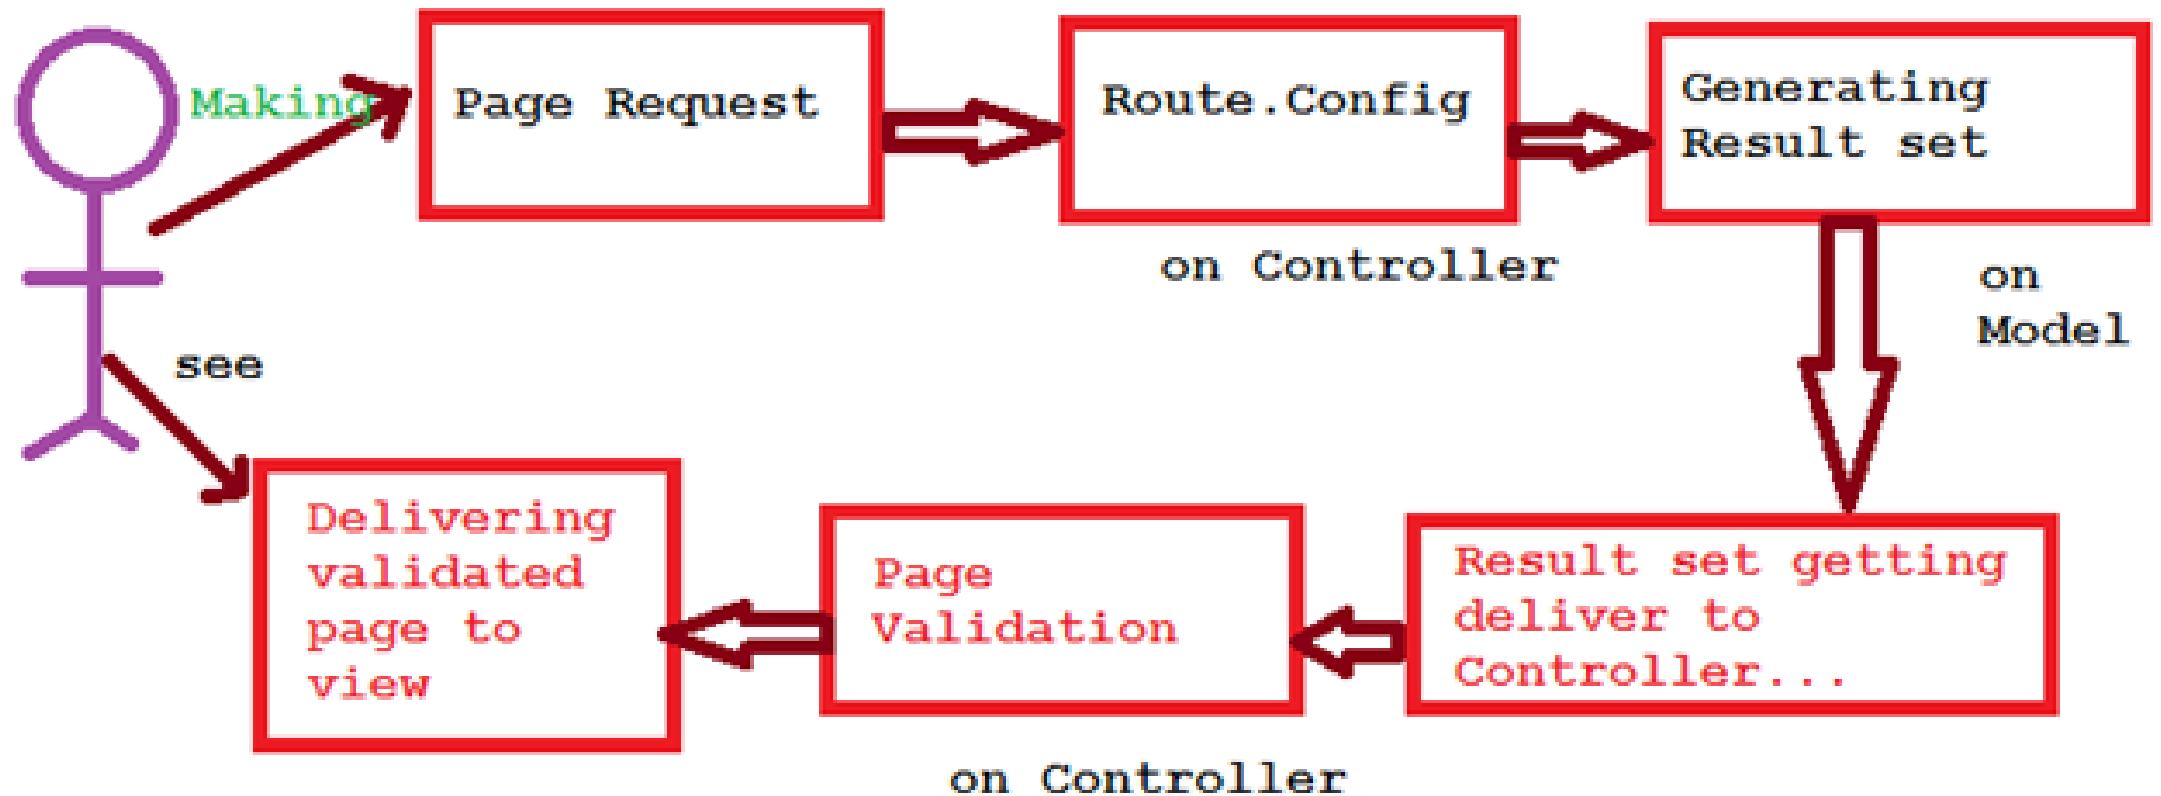 Making
Page Request
Route.Config
Generating
Result set
on Controller
on
Model
see
Delivering
validated
page to
view
Page
Validation
Result set getting
deliver to
Controller...
on Controller